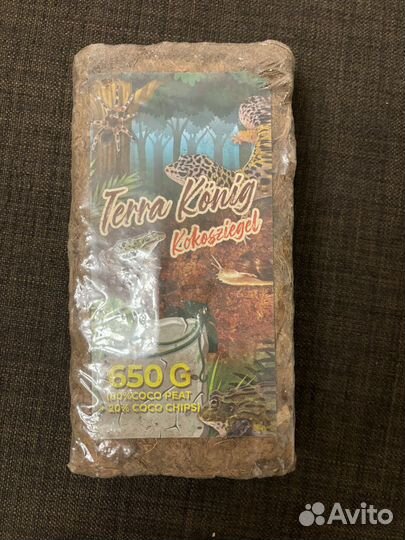 Terra König
Kokosziegel
650 G
(80%COCO PEAT
+ 20% COCO CHIPS)
Avito